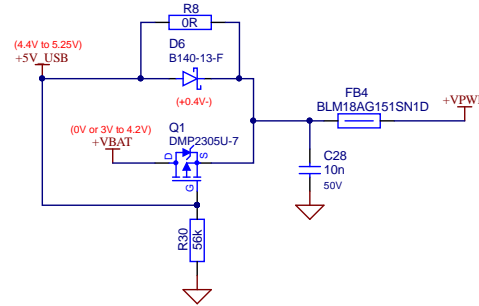 R8
0R
(4.4V to 5.25V)
+5V_USB
D6
B140-13-F
(+0.4V-)
FB4
BLM18AG151SN1D
+VPW
(0V or 3V to 4.2V)
+VBAT
Q1
DMP2305U-7
D
S
G
C28
10n
50V
R30
56k